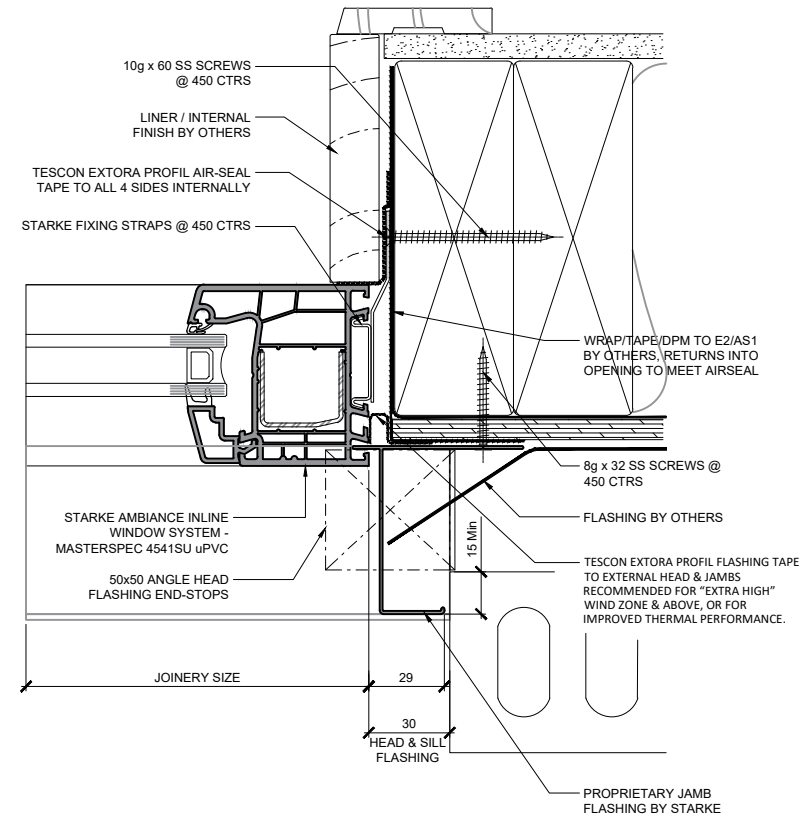 10g x 60 SS SCREWS
@ 450 CTRS
LINER / INTERNAL
FINISH BY OTHERS
TESCON EXTORA PROFIL AIR-SEAL
TAPE TO ALL 4 SIDES INTERNALLY
STARKE FIXING STRAPS @ 450 CTRS
WRAP/TAPE/DPM TO E2/AS1
BY OTHERS, RETURNS INTO
OPENING TO MEET AIRSEAL
8g x 32 SS SCREWS @
450 CTRS
STARKE AMBIANCE INLINE
WINDOW SYSTEM -
MASTERSPEC 4541SU uPVC
FLASHING BY OTHERS
15 Min
50x50 ANGLE HEAD
FLASHING END-STOPS
TESCON EXTORA PROFIL FLASHING TAPE
TO EXTERNAL HEAD & JAMBS
RECOMMENDED FOR "EXTRA HIGH"
WIND ZONE & ABOVE, OR FOR
IMPROVED THERMAL PERFORMANCE.
JOINERY SIZE
29
30
HEAD & SILL
FLASHING
PROPRIETARY JAMB
FLASHING BY STARKE